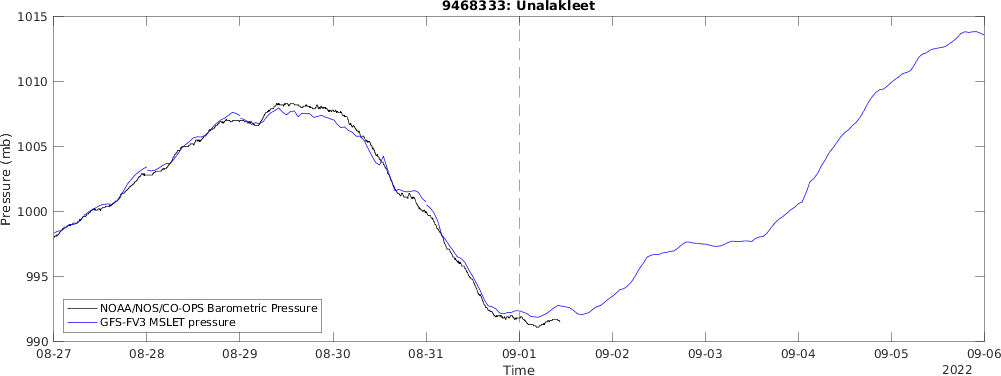 9468333: Unalakleet
Pressure (mb)
1015
1010
1005
1000
995
990
NOAA/NOS/CO-OPS Barometric Pressure
GFS-FV3 MSLET pressure
08-27 08-28 08-29 08-30 08-31 09-01 09-02 09-03 09-04 09-05 09-06
Time
2022